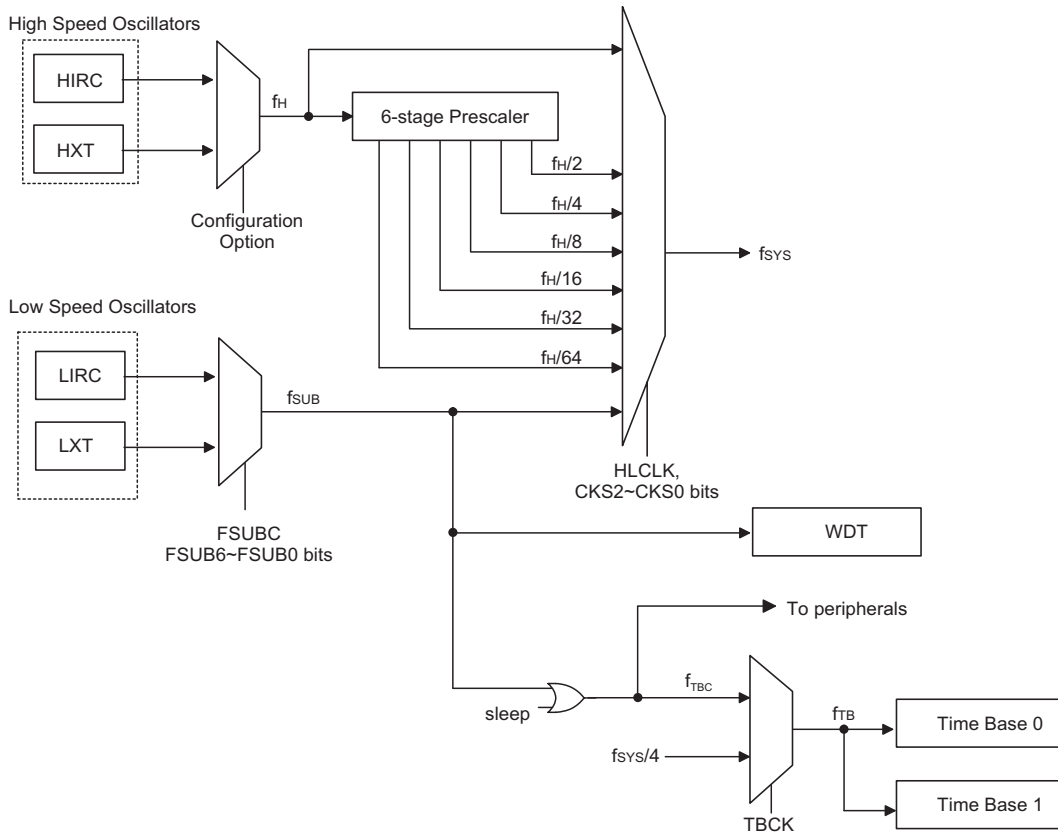 High Speed Oscillators
HIRC
HXT
fH
6-stage Prescaler
fH/2
fH/4
fH/8
fH/16
fH/32
fH/64
Configuration
Option
fSYS
Low Speed Oscillators
LIRC
LXT
fSUB
HLCLK,
CKS2~CKS0 bits
FSUBC
FSUB6~FSUB0 bits
WDT
To peripherals
sleep
fTBC
fSYS/4
fTB
Time Base 0
Time Base 1
TBCK